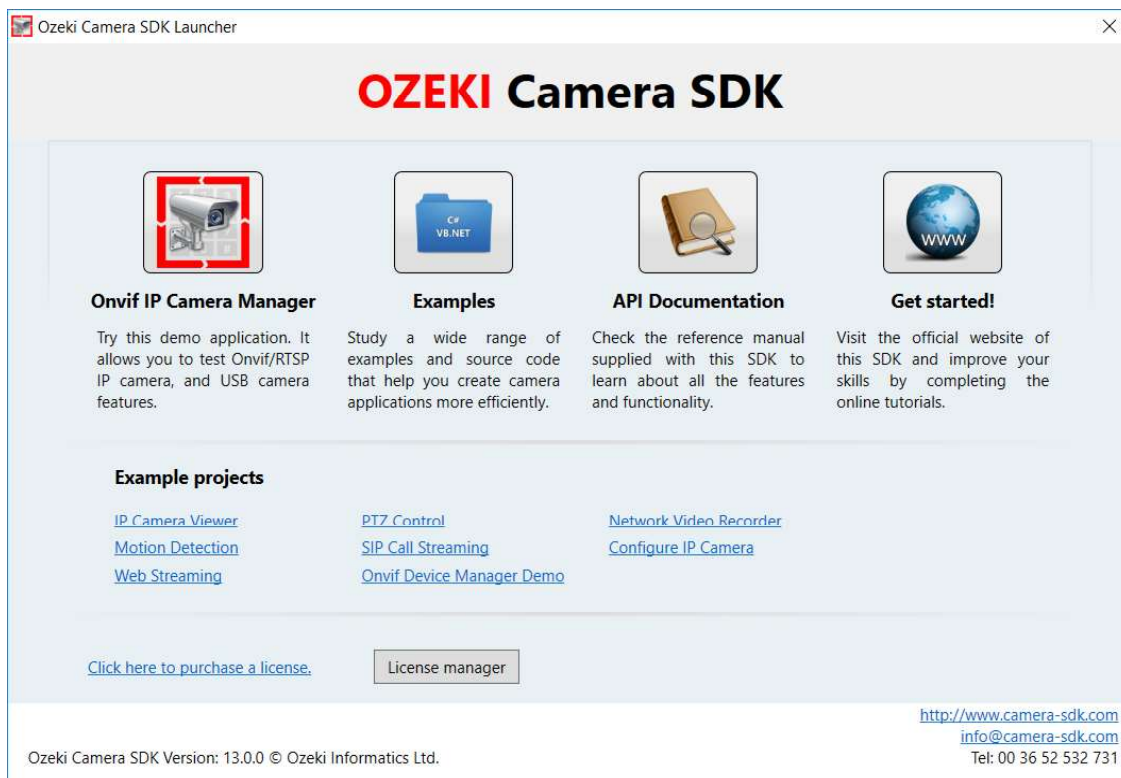 Ozeki Camera SDK Launcher
OZEKI Camera SDK
C#
VB.NET
WWW
Onvif IP Camera Manager
Try this demo application. It
allows you to test Onvif/RTSP
IP camera, and USB camera
features.
Examples
Study a wide range of
examples and source code
that help you create camera
applications more efficiently.
API Documentation
Check the reference manual
supplied with this SDK to
learn about all the features
and functionality.
Get started!
Visit the official website of
this SDK and improve your
skills by completing the
online tutorials.
Example projects
IP Camera Viewer
PTZ Control
Network Video Recorder
Motion Detection
SIP Call Streaming
Configure IP Camera
Web Streaming
Onvif Device Manager Demo
Click here to purchase a license.
License manager
http://www.camera-sdk.com
info@camera-sdk.com
Ozeki Camera SDK Version: 13.0.0 © Ozeki Informatics Ltd.
Tel: 00 36 52 532 731